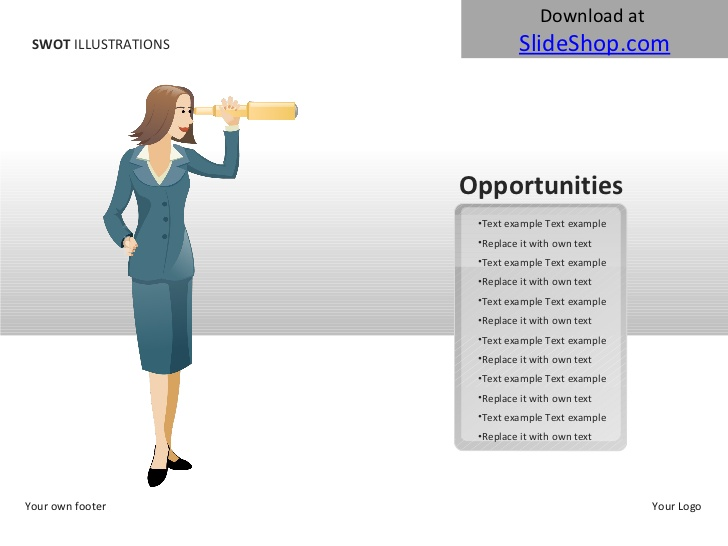 SWOT ILLUSTRATIONS
Download at
SlideShop.com
Opportunities
•Text example Text example
•Replace it with own text
•Text example Text example
•Replace it with own text
•Text example Text example
•Replace it with own text
•Text example Text example
•Replace it with own text
•Text example Text example
•Replace it with own text
•Text example Text example
•Replace it with own text
Your own footer
Your Logo